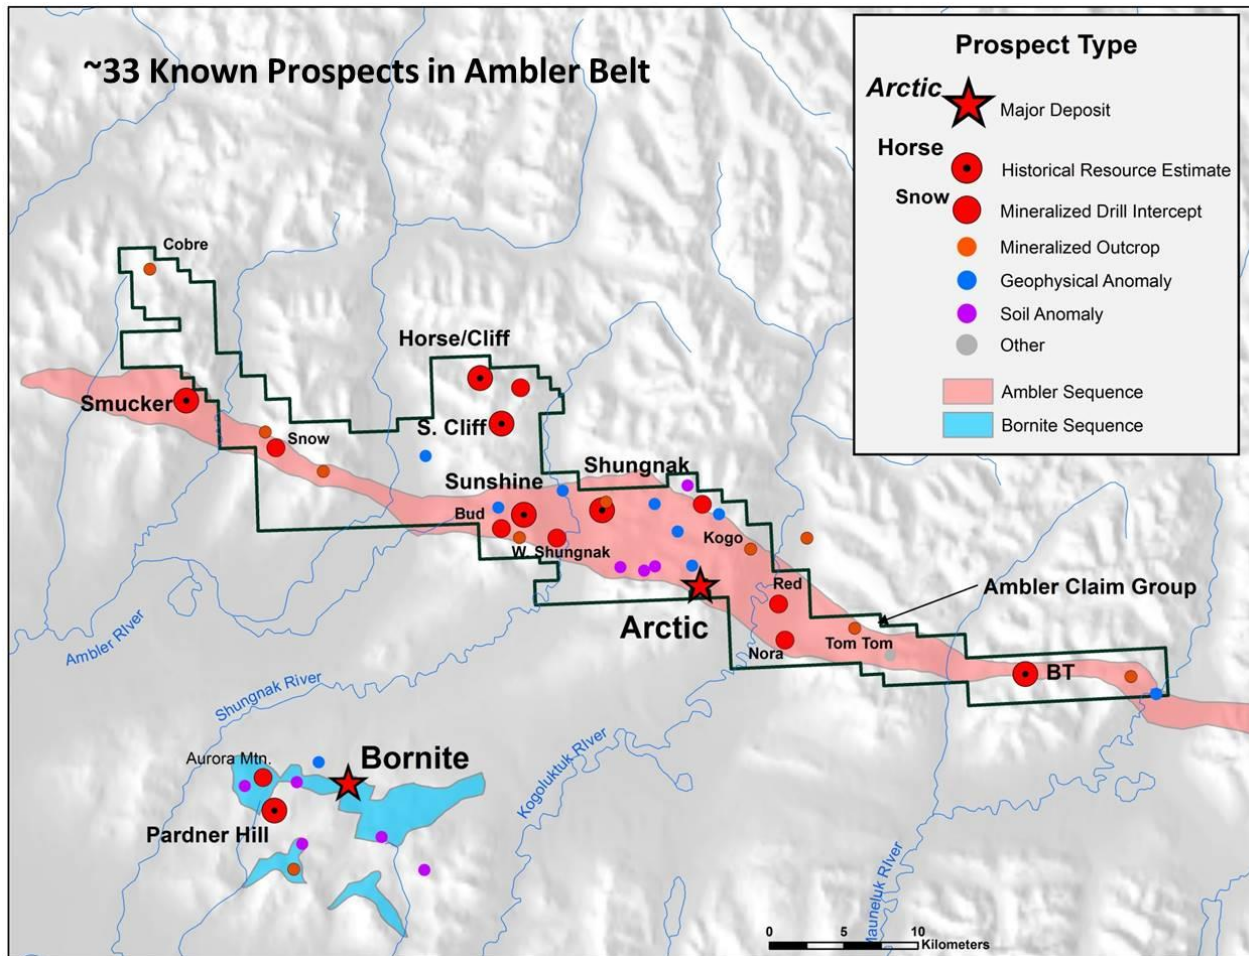 ~33 Known Prospects in Ambler Belt
Prospect Type
Arctic
Major Deposit
Horse
Historical Resource Estimate
Snow
Mineralized Drill Intercept
Mineralized Outcrop
Geophysical Anomaly
Soil Anomaly
Other
Ambler Sequence
Bornite Sequence
Cobre
Horse/Cliff
Smucker
S. Cliff
Snow
Sunshine
Shungnak
Bud
W. Shungnak
Kogo
Red
Ambler Claim Group
Arctic
Nora
Tom Tom
BT
Ambler RIver
Shungnak River
Kogoluktuk RIver
Mauneluk RIver
Aurora Mtn.
Bornite
Pardner Hill
0 5 10
Kilometers